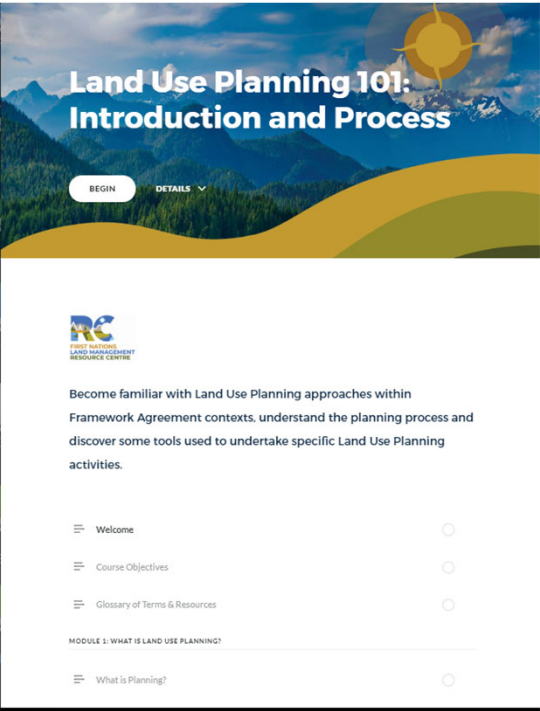 Land Use Planning 101:
Introduction and Process
BEGIN
DETAILS
RC
FIRST NATIONS
LAND MANAGEMENT
RESOURCE CENTRE
Become familiar with Land Use Planning approaches within
Framework Agreement contexts, understand the planning process and
discover some tools used to undertake specific Land Use Planning
activities.
Welcome
Course Objectives
Glossary of Terms & Resources
MODULE 1: WHAT IS LAND USE PLANNING?
What is Planning?